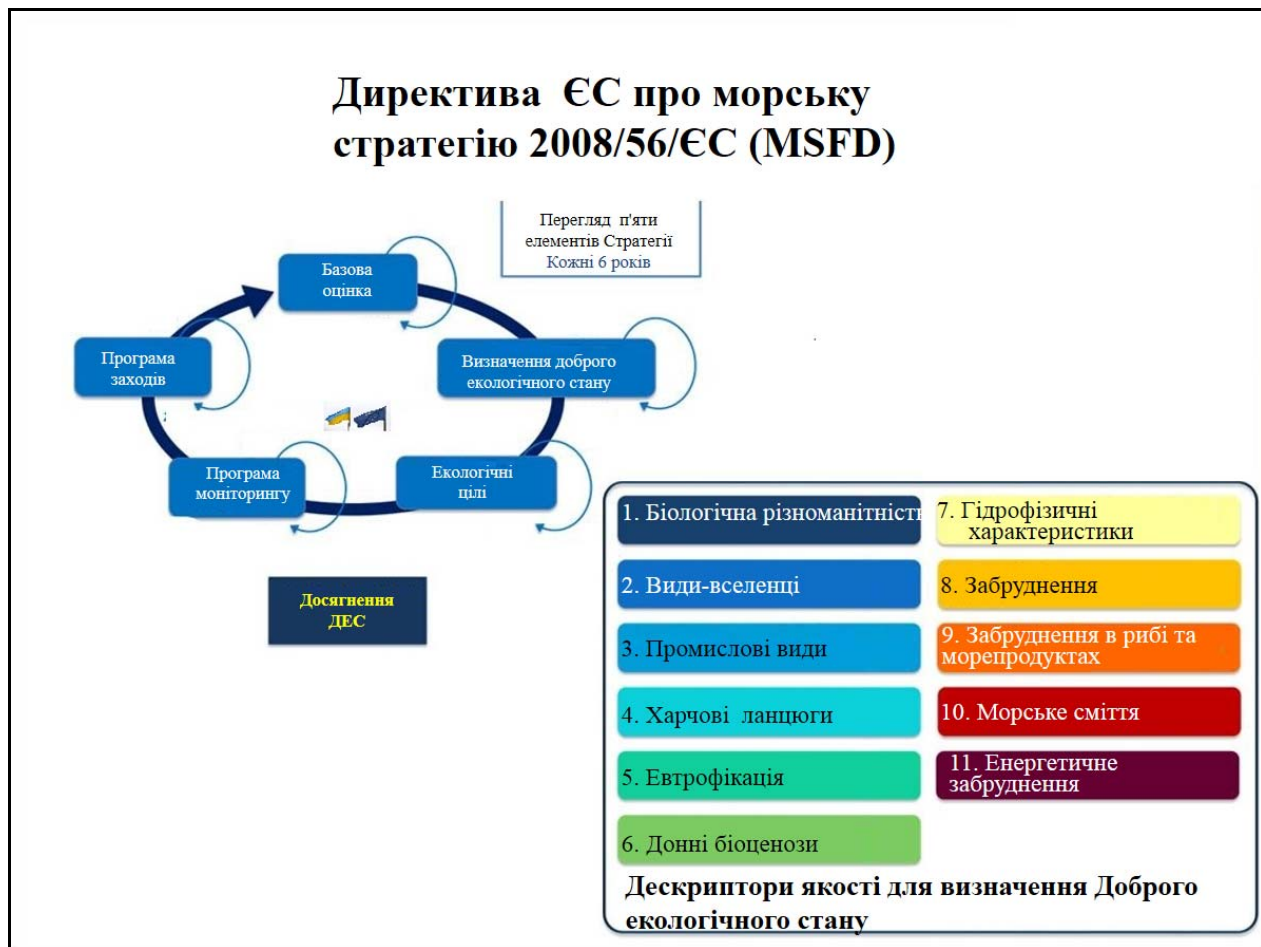 Директива ЄС про морську
стратегію 2008/56/ЄС (MSFD)
Перегляд п'яти
елементів Стратегії
Кожні 6 років
Базова
оцінка
Програма
заходів
Визначення доброго
екологічного стану
Програма
моніторингу
Екологічні
цілі
Досягнення
ДЕС
1. Біологічна різноманітність
2. Види-вселенці
3. Промислові види
4. Харчові ланцюги
5. Евтрофікація
6. Донні біоценози
7. Гідрофізичні
характеристики
8. Забруднення
9. Забруднення в рибі та
морепродуктах
10. Морське сміття
11. Енергетичне
забруднення
Дескриптори якості для визначення Доброго
екологічного стану